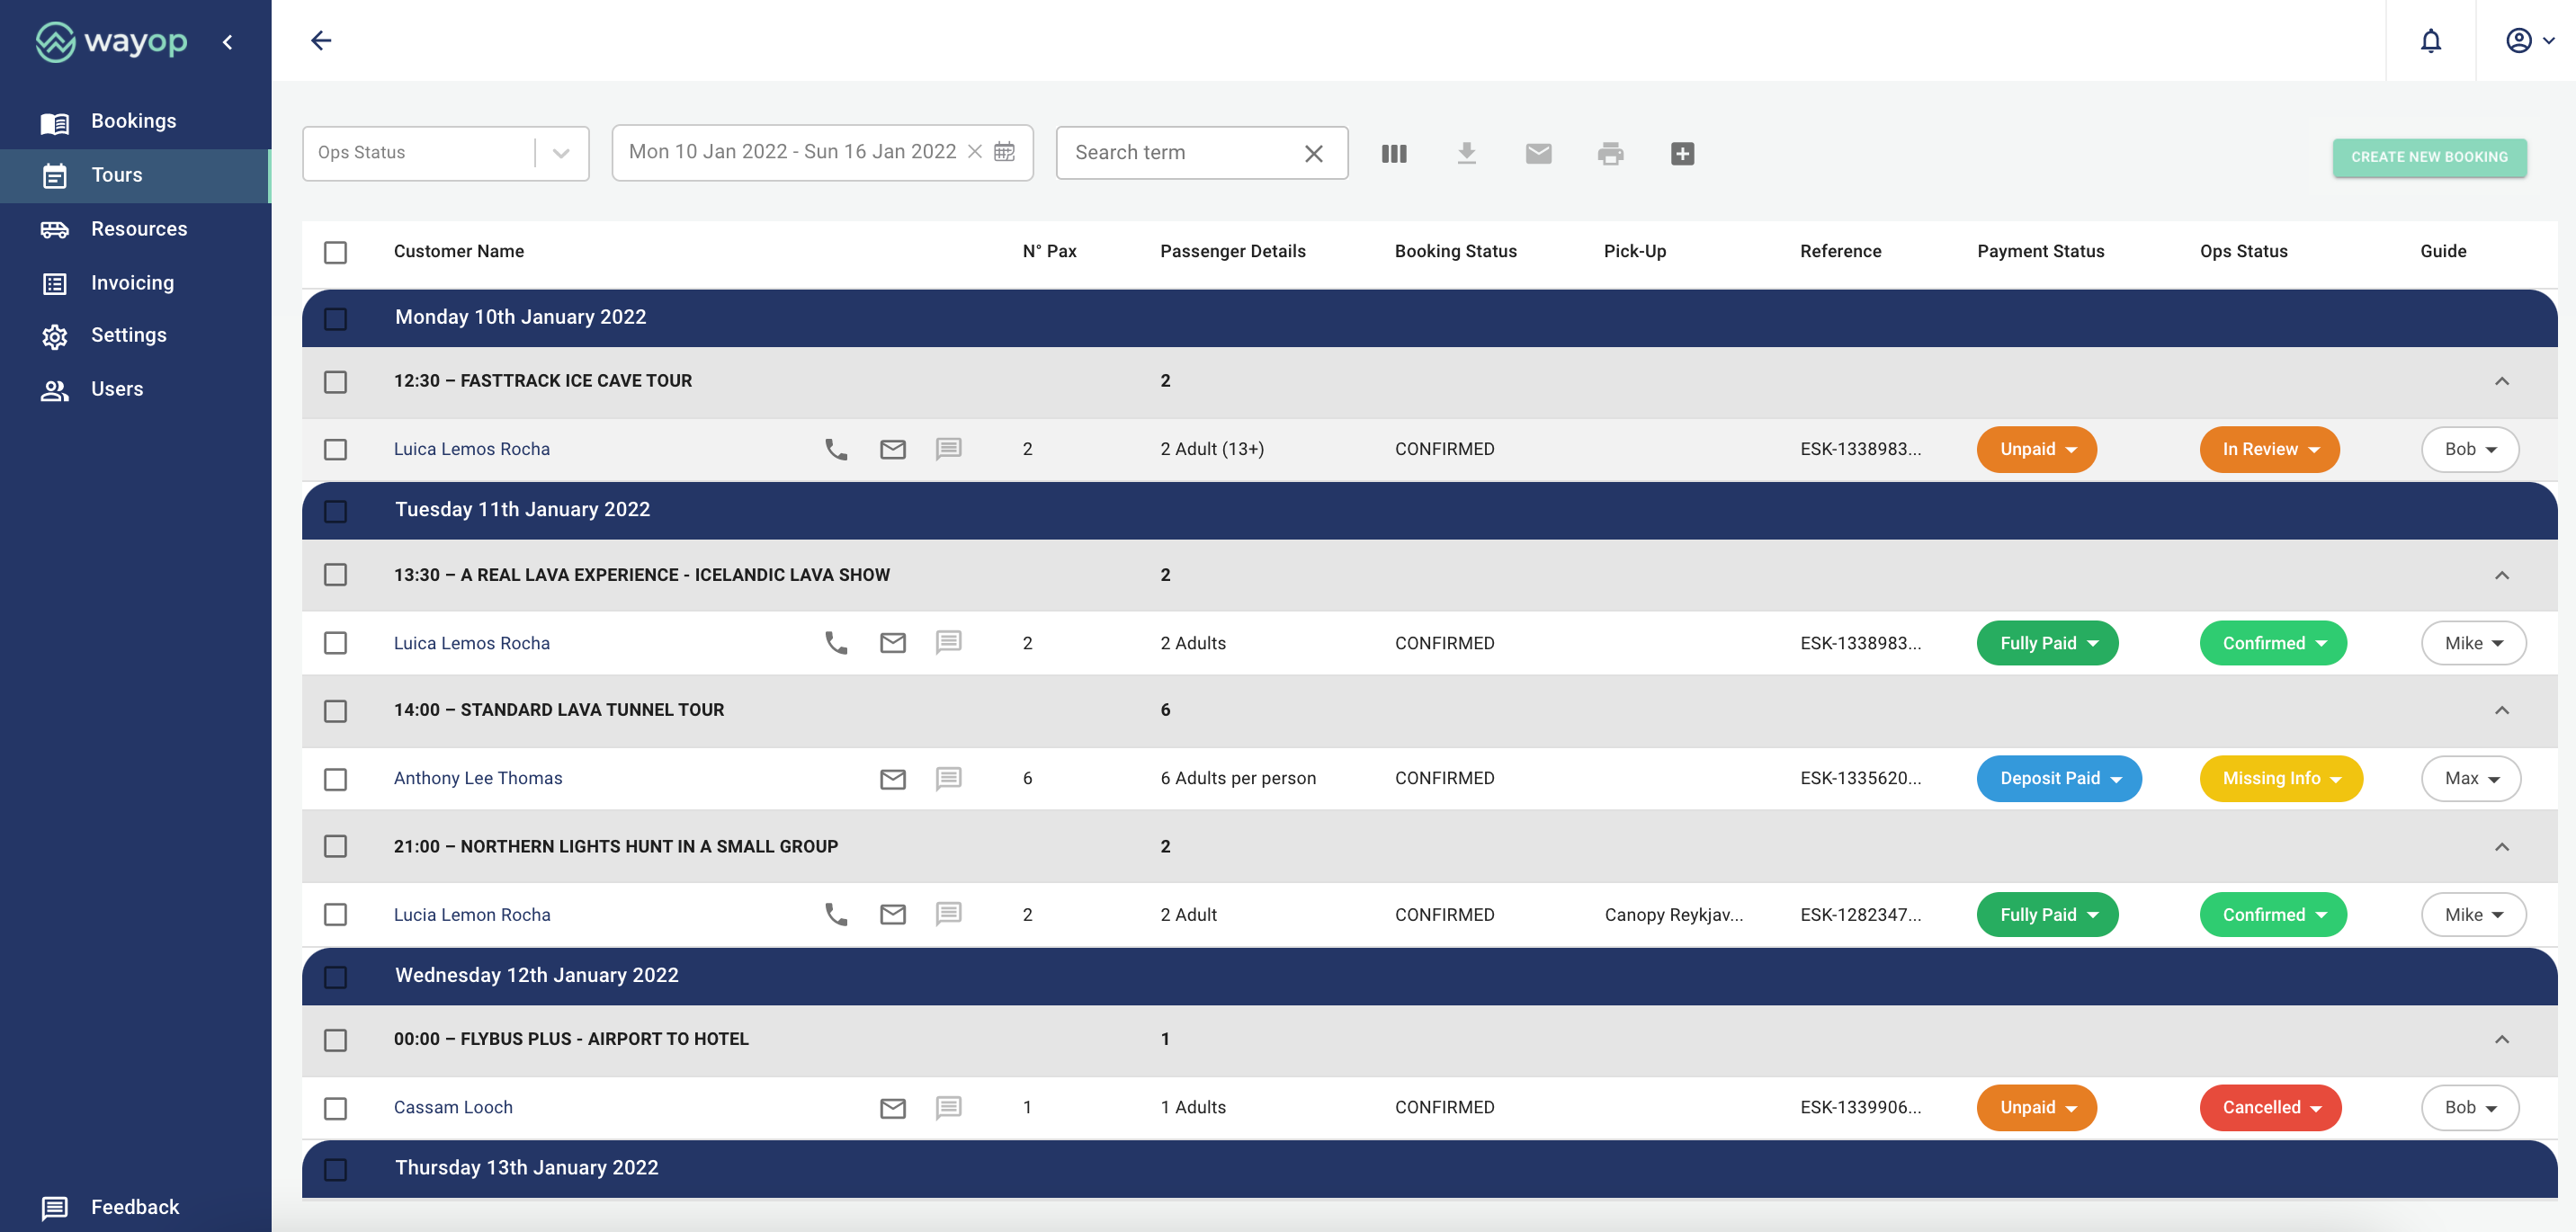 wayop
Bookings
Tours
Resources
Invoicing
Settings
Users
Feedback
Ops Status
Mon 10 Jan 2022 - Sun 16 Jan 2022
Search term
CREATE NEW BOOKING
Customer Name N° Pax Passenger Details Booking Status Pick-Up Reference Payment Status Ops Status Guide
Monday 10th January 2022
12:30 – FASTTRACK ICE CAVE TOUR 2
Luica Lemos Rocha 2 2 Adult (13+) CONFIRMED ESK-1338983... Unpaid In Review Bob
Tuesday 11th January 2022
13:30 – A REAL LAVA EXPERIENCE - ICELANDIC LAVA SHOW 2
Luica Lemos Rocha 2 2 Adults CONFIRMED ESK-1338983... Fully Paid Confirmed Mike
14:00 – STANDARD LAVA TUNNEL TOUR 6
Anthony Lee Thomas 6 6 Adults per person CONFIRMED ESK-1335620... Deposit Paid Missing Info Max
21:00 – NORTHERN LIGHTS HUNT IN A SMALL GROUP 2
Lucia Lemon Rocha 2 2 Adult CONFIRMED Canopy Reykjav... ESK-1282347... Fully Paid Confirmed Mike
Wednesday 12th January 2022
00:00 – FLYBUS PLUS - AIRPORT TO HOTEL 1
Cassam Looch 1 1 Adults CONFIRMED ESK-1339906... Unpaid Cancelled Bob
Thursday 13th January 2022